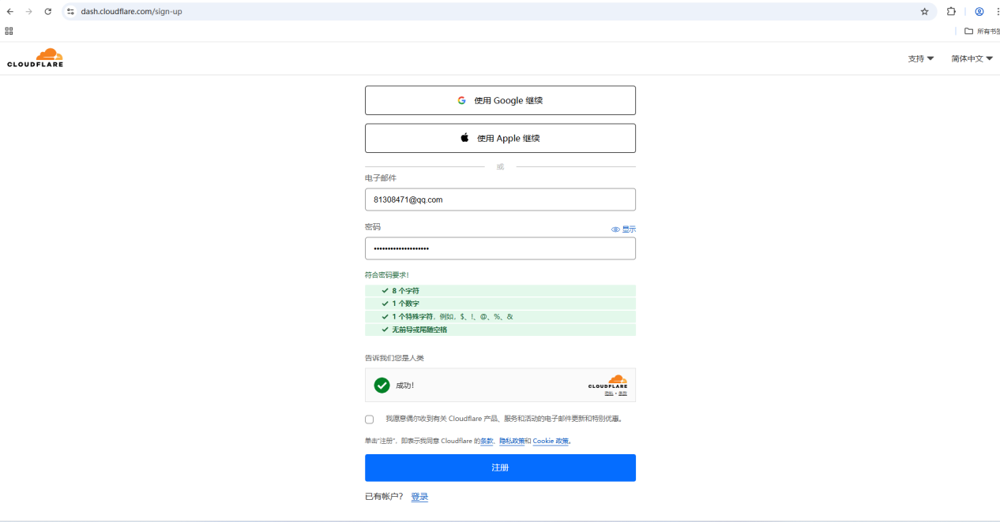 dash.cloudflare.com/sign-up
所有书签
CLOUDFLARE
支持 简体中文
使用 Google 继续
使用 Apple 继续
或
电子邮件
81308471@qq.com
密码 显示
••••••••••••••••••••
符合密码要求!
8 个字符
1 个数字
1 个特殊字符，例如，$、!、@、%、&
无前导或尾随空格
告诉我们您是人类
成功!
CLOUDFLARE
隐私 • 条款
我愿意偶尔收到有关 Cloudflare 产品、服务和活动的电子邮件更新和特别优惠。
单击“注册”，即表示我同意 Cloudflare 的条款、隐私政策和 Cookie 政策。
注册
已有帐户? 登录